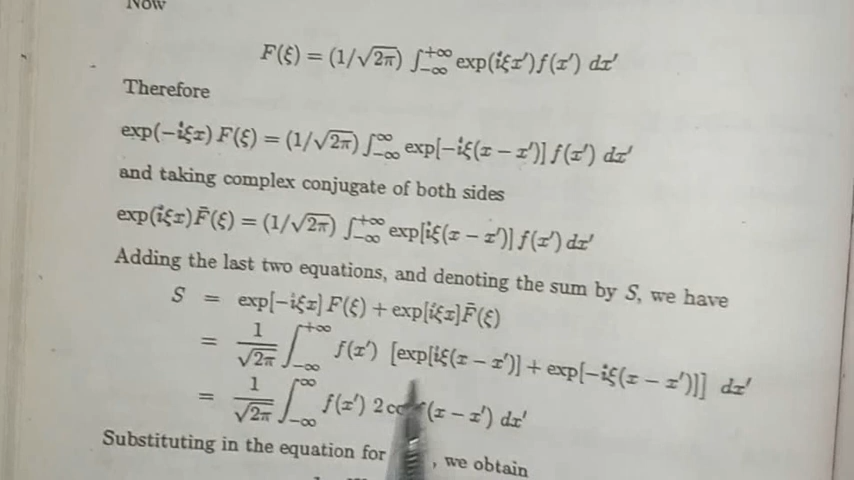 Now
F(ξ) = (1/√2π) ∫_{−∞}^{+∞} exp(iξx′)f(x′) dx′
Therefore
exp(−iξx) F(ξ) = (1/√2π) ∫_{−∞}^{∞} exp[−iξ(x − x′)] f(x′) dx′
and taking complex conjugate of both sides
exp(iξx)F̄(ξ) = (1/√2π) ∫_{−∞}^{+∞} exp[iξ(x − x′)] f(x′) dx′
Adding the last two equations, and denoting the sum by S, we have
S = exp[−iξx] F(ξ) + exp[iξx]F̄(ξ)
= 1/√2π ∫_{−∞}^{+∞} f(x′) [exp[iξ(x − x′)] + exp[−iξ(x − x′)]] dx′
= 1/√2π ∫_{−∞}^{∞} f(x′) 2 (x − x′) dx′
Substituting in the equation for , we obtain